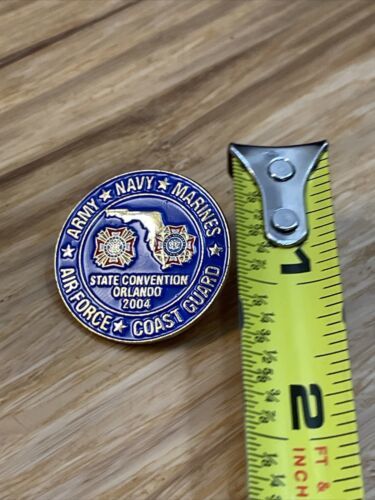 ARMY ★ NAVY ★ MARINES
STATE CONVENTION
ORLANDO
2004
★ AIR FORCE ★ COAST GUARD ★
1
2
FT &
INCH